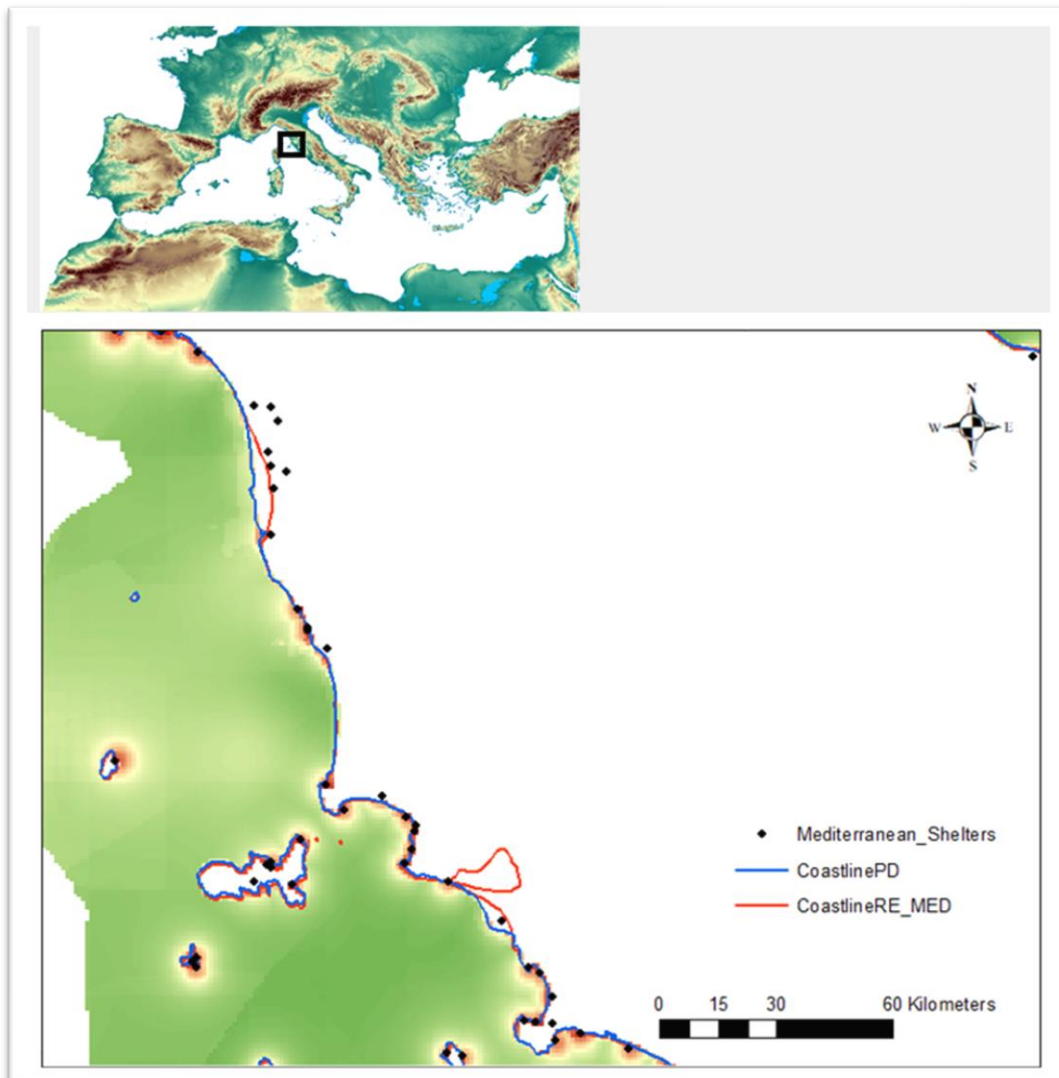 N
W E
S
Mediterranean_Shelters
CoastlinePD
CoastlineRE_MED
0 15 30 60 Kilometers